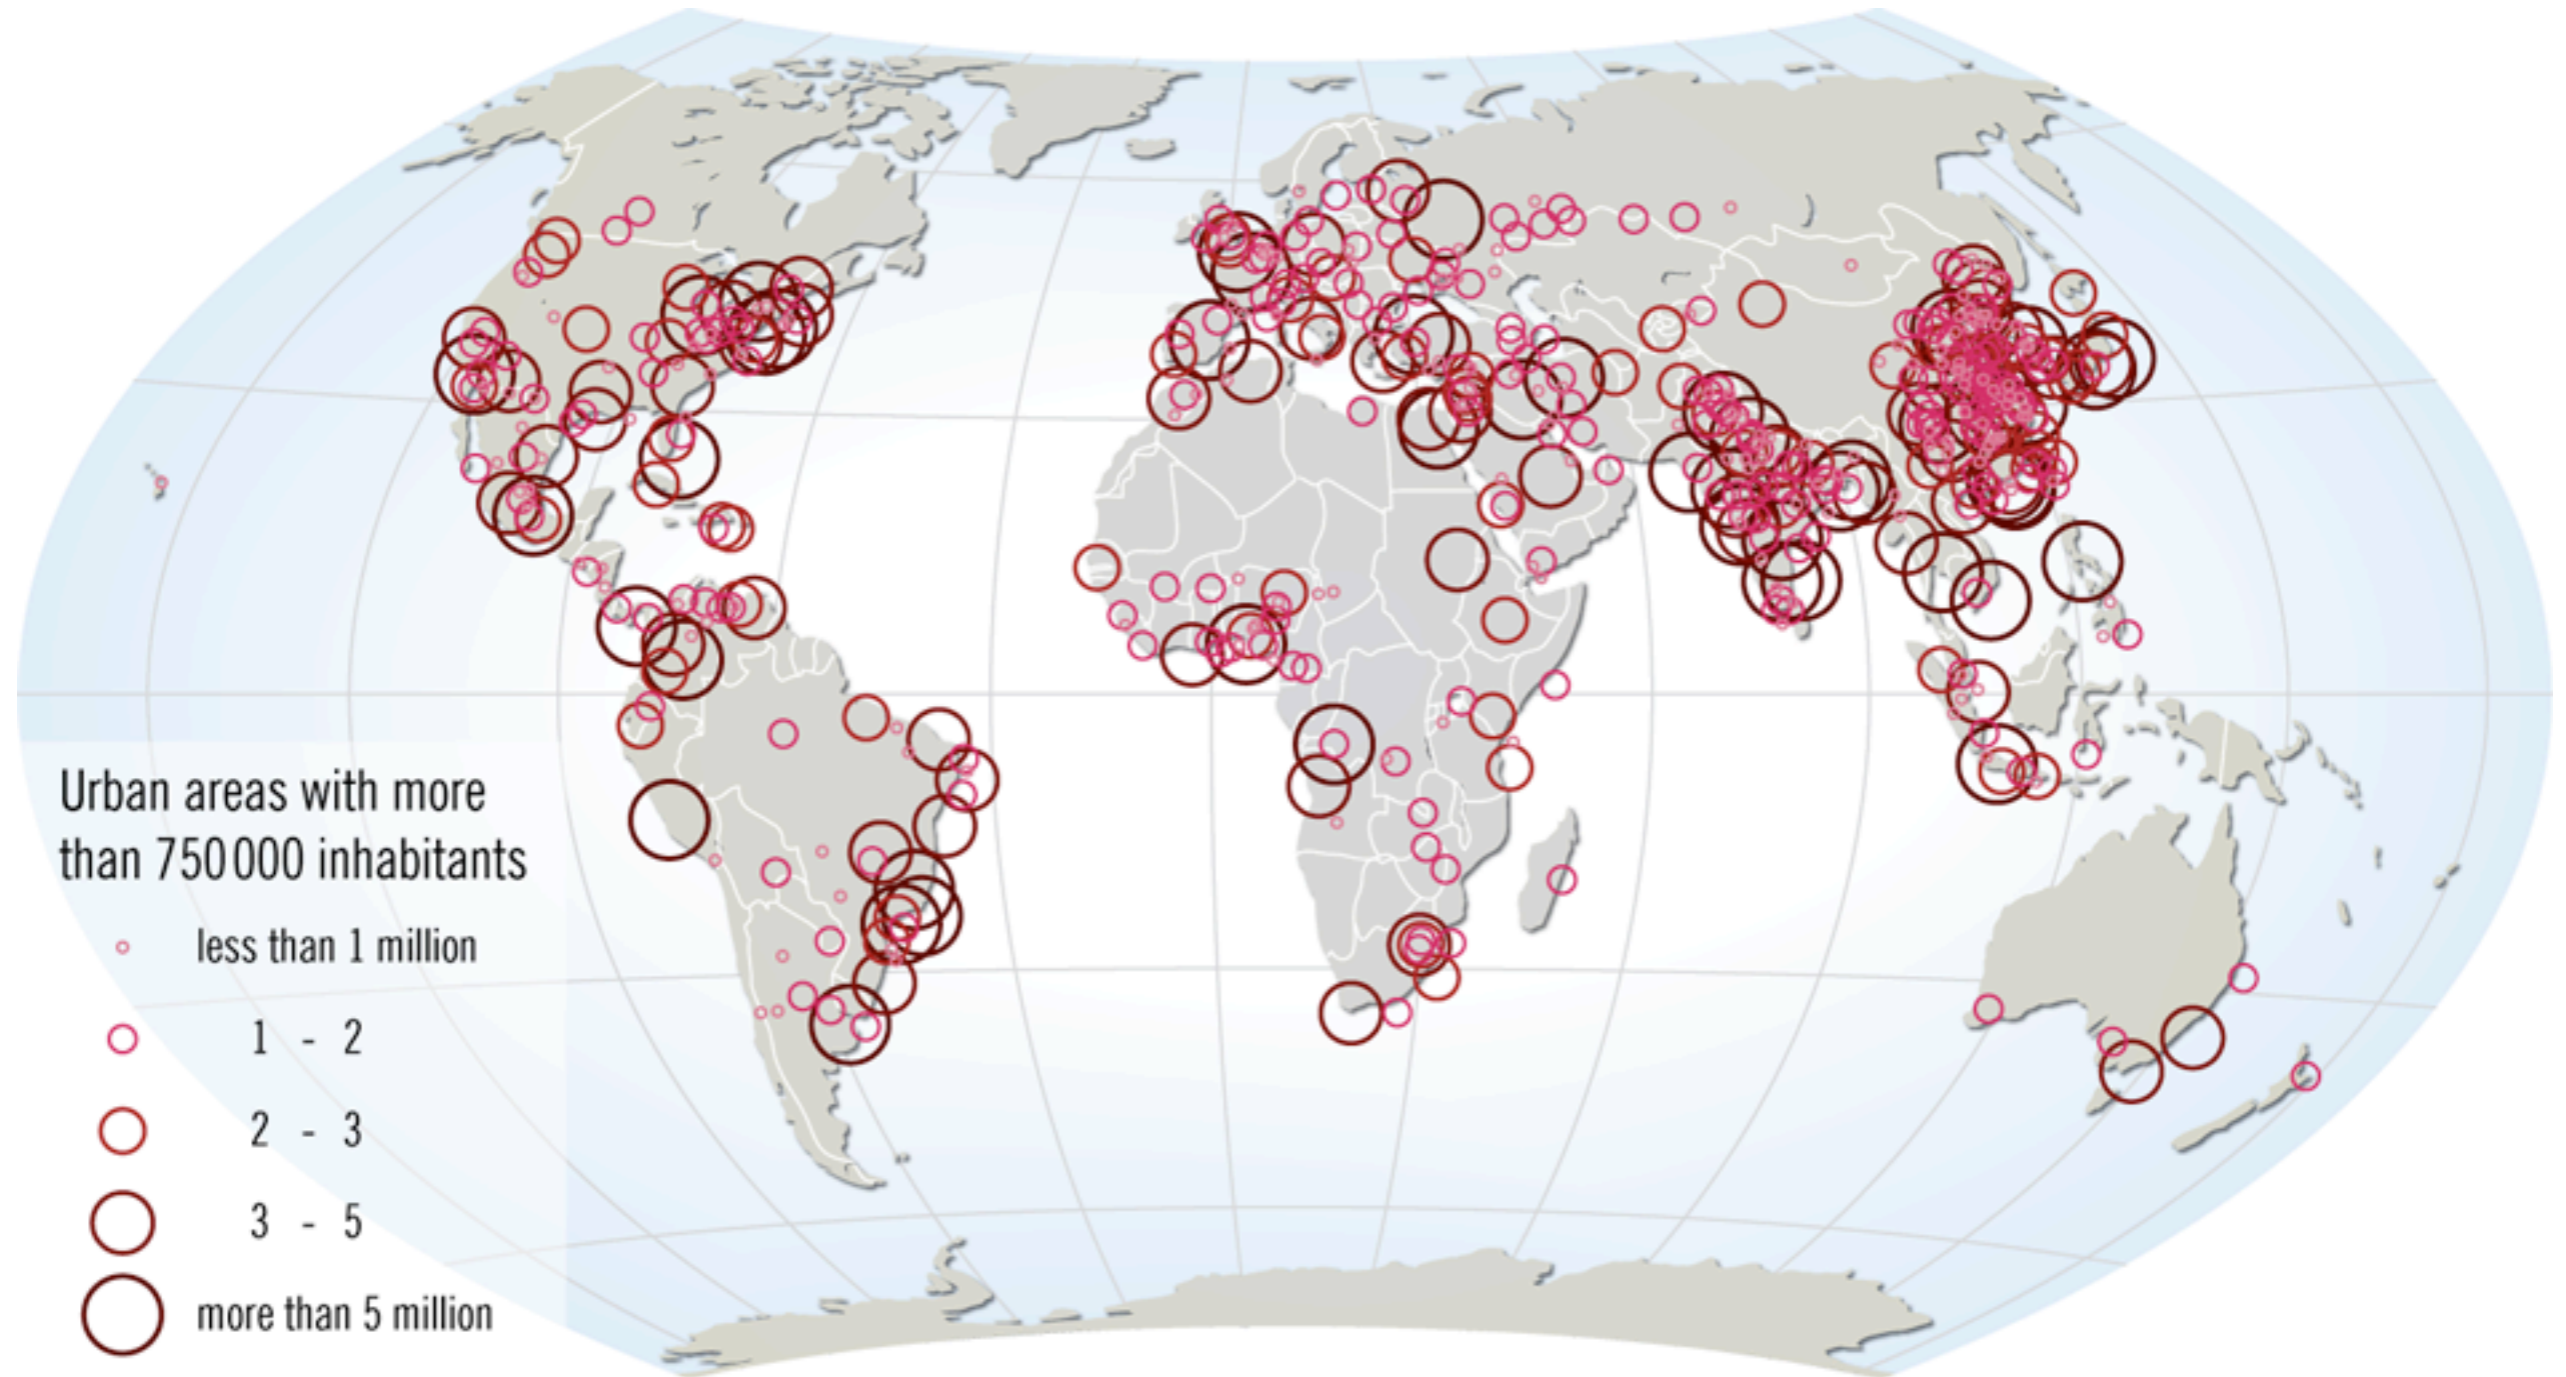 Urban areas with more
than 750 000 inhabitants
less than 1 million
1 - 2
2 - 3
3 - 5
more than 5 million